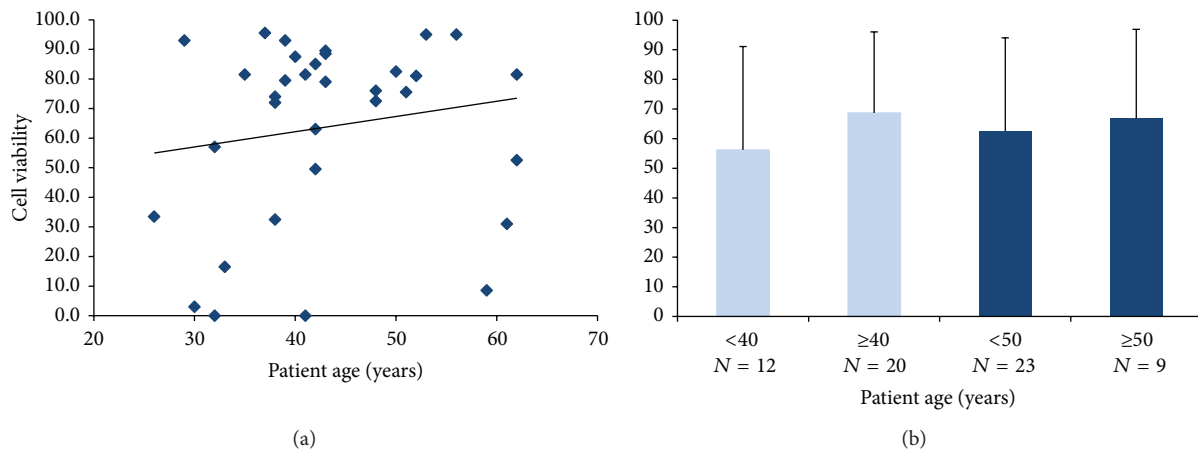 100.0
90.0
80.0
70.0
60.0
50.0
40.0
30.0
20.0
10.0
0.0
Cell viability
20 30 40 50 60 70
Patient age (years)
(a)
100
90
80
70
60
50
40
30
20
10
0
<40 ≥40 <50 ≥50
N = 12 N = 20 N = 23 N = 9
Patient age (years)
(b)